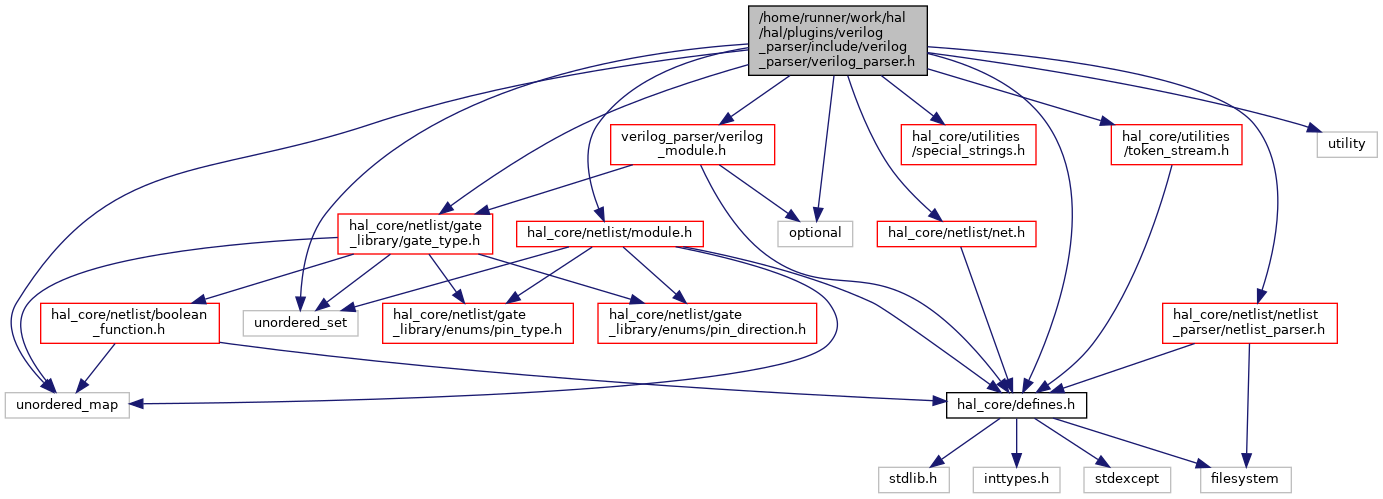 /home/runner/work/hal
/hal/plugins/verilog
_parser/include/verilog
_parser/verilog_parser.h
verilog_parser/verilog
_module.h
hal_core/utilities
/special_strings.h
hal_core/utilities
/token_stream.h
utility
hal_core/netlist/gate
_library/gate_type.h
hal_core/netlist/module.h
optional
hal_core/netlist/net.h
hal_core/netlist/boolean
_function.h
unordered_set
hal_core/netlist/gate
_library/enums/pin_type.h
hal_core/netlist/gate
_library/enums/pin_direction.h
hal_core/netlist/netlist
_parser/netlist_parser.h
unordered_map
hal_core/defines.h
stdlib.h
inttypes.h
stdexcept
filesystem